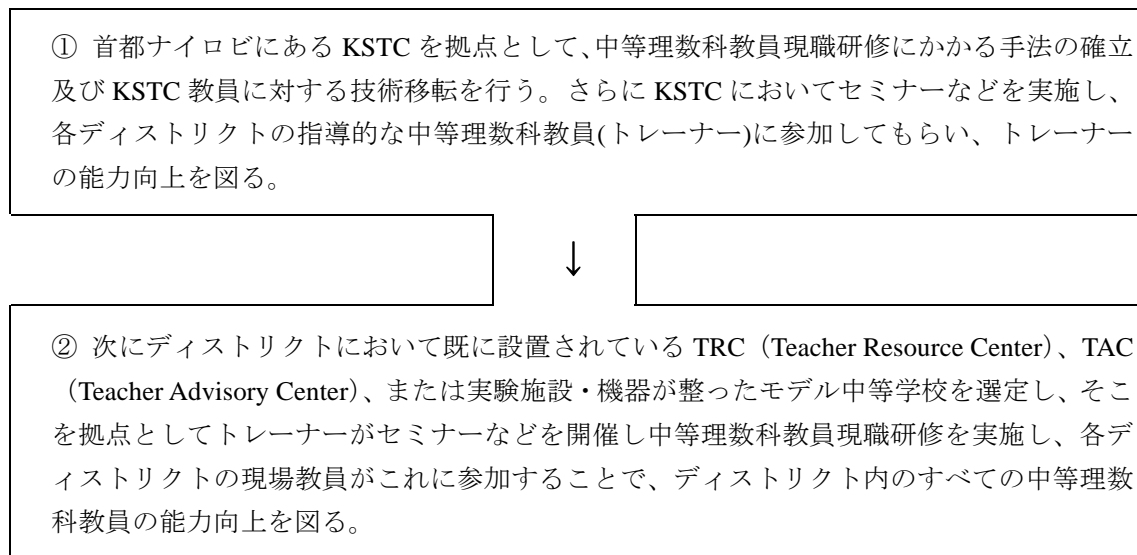 ① 首都ナイロビにある KSTC を拠点として、中等理数科教員現職研修にかかる手法の確立
及び KSTC 教員に対する技術移転を行う。さらに KSTC においてセミナーなどを実施し、
各ディストリクトの指導的な中等理数科教員(トレーナー)に参加してもらい、トレーナー
の能力向上を図る。
↓
② 次にディストリクトにおいて既に設置されている TRC（Teacher Resource Center）、TAC
（Teacher Advisory Center）、または実験施設・機器が整ったモデル中等学校を選定し、そこ
を拠点としてトレーナーがセミナーなどを開催し中等理数科教員現職研修を実施し、各デ
ィストリクトの現場教員がこれに参加することで、ディストリクト内のすべての中等理数
科教員の能力向上を図る。